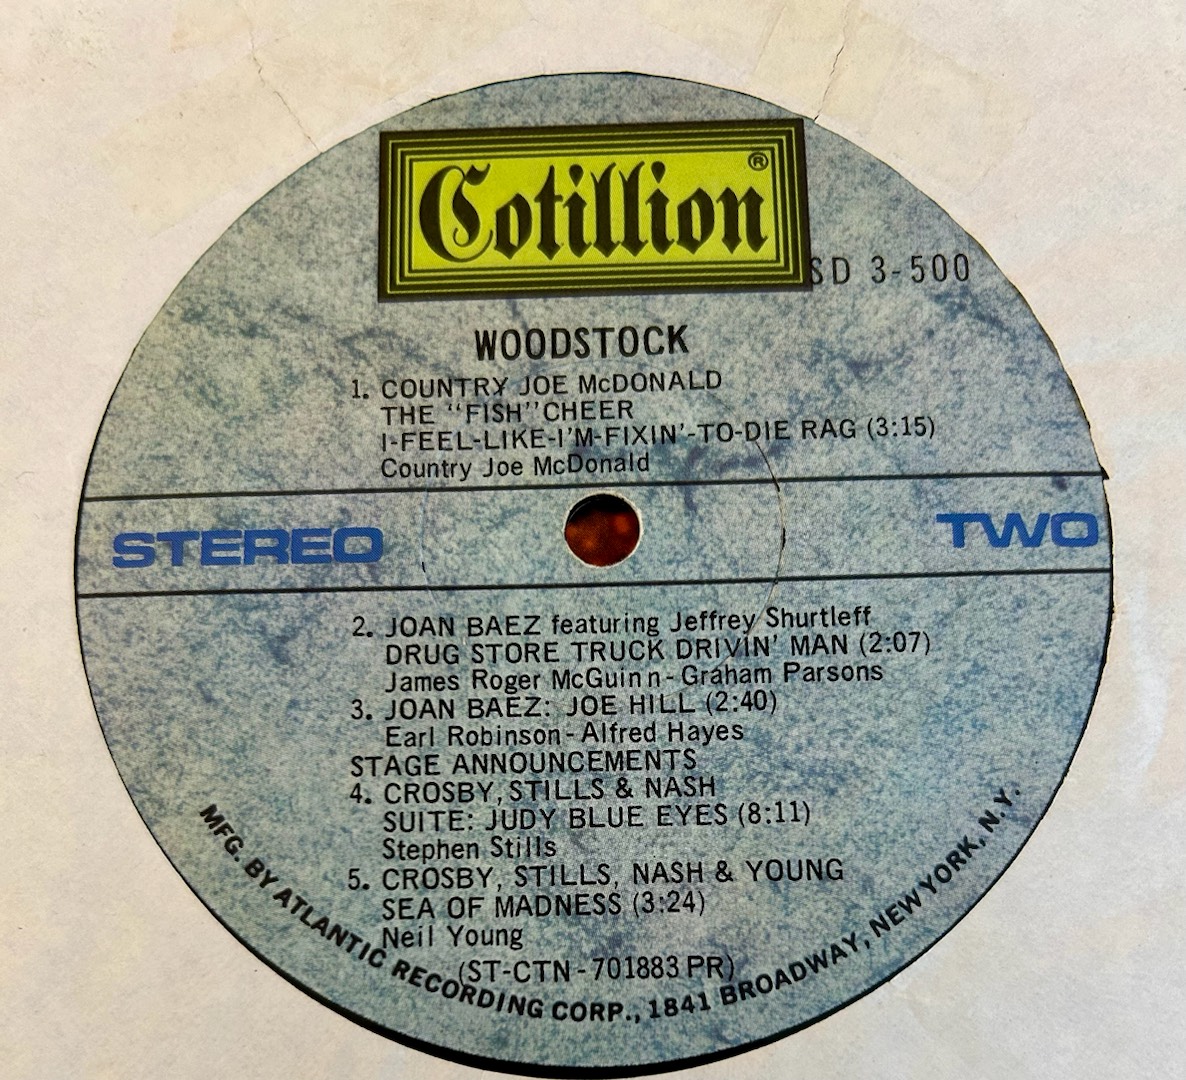 Cotillion®
SD 3-500
WOODSTOCK
1. COUNTRY JOE McDONALD
THE "FISH" CHEER
I-FEEL-LIKE-I'M-FIXIN'-TO-DIE RAG (3:15)
Country Joe McDonald
STEREO
TWO
2. JOAN BAEZ featuring Jeffrey Shurtleff
DRUG STORE TRUCK DRIVIN' MAN (2:07)
James Roger McGuinn - Graham Parsons
3. JOAN BAEZ: JOE HILL (2:40)
Earl Robinson - Alfred Hayes
STAGE ANNOUNCEMENTS
4. CROSBY, STILLS & NASH
SUITE: JUDY BLUE EYES (8:11)
Stephen Stills
5. CROSBY, STILLS, NASH & YOUNG
SEA OF MADNESS (3:24)
Neil Young
(ST-CTN-701883 PR)
MFG. BY ATLANTIC RECORDING CORP., 1841 BROADWAY, NEW YORK, N.Y.